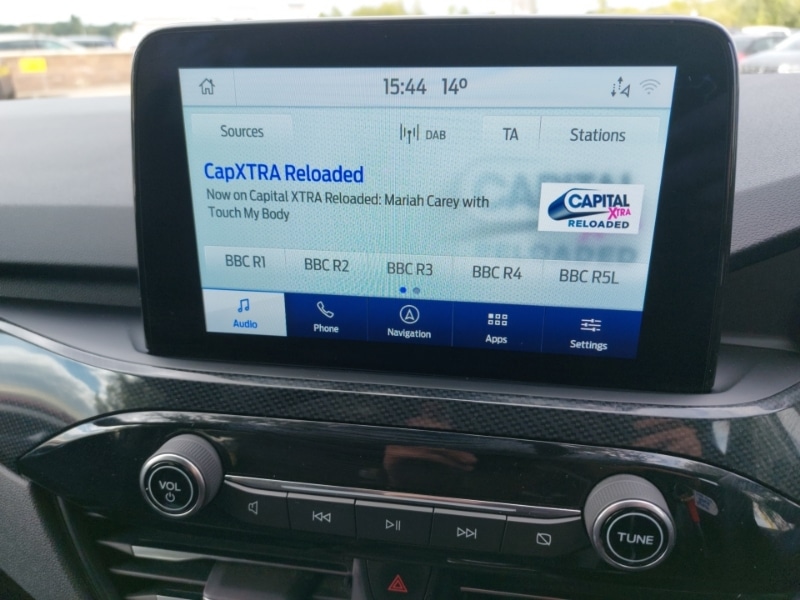 15:44 14º
Sources DAB TA Stations
CapXTRA Reloaded
Now on Capital XTRA Reloaded: Mariah Carey with
Touch My Body
CAPITAL
XTRA
RELOADED
BBC R1 BBC R2 BBC R3 BBC R4 BBC R5L
Audio Phone Navigation Apps Settings
VOL
TUNE